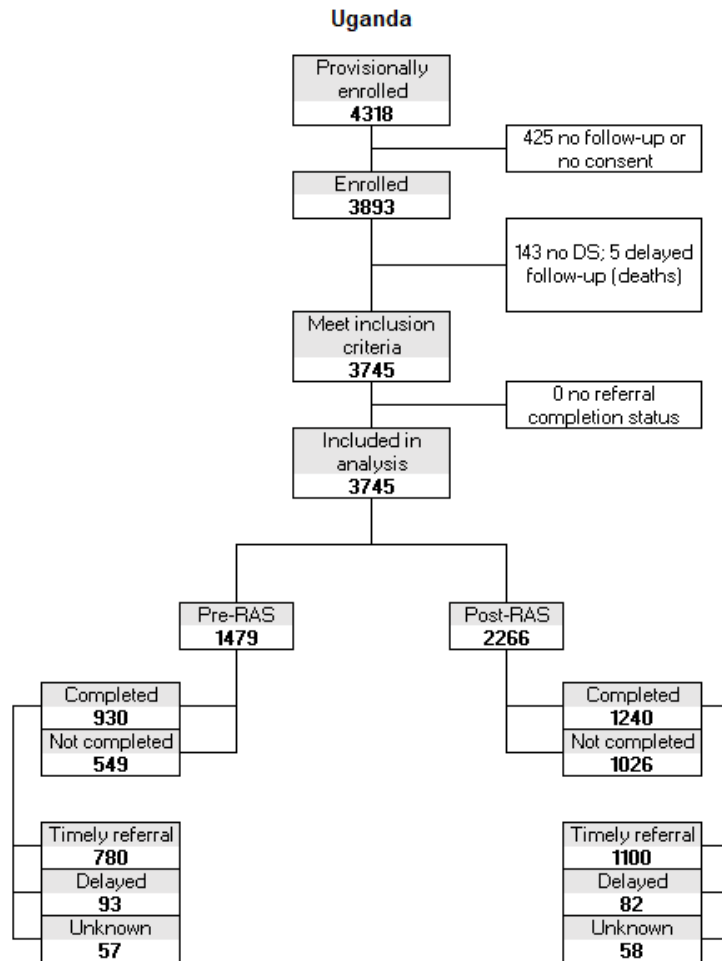 Uganda
Provisionally
enrolled
4318
425 no follow-up or
no consent
Enrolled
3893
143 no DS; 5 delayed
follow-up (deaths)
Meet inclusion
criteria
3745
0 no referral
completion status
Included in
analysis
3745
Pre-RAS
1479
Post-RAS
2266
Completed
930
Not completed
549
Completed
1240
Not completed
1026
Timely referral
780
Delayed
93
Unknown
57
Timely referral
1100
Delayed
82
Unknown
58